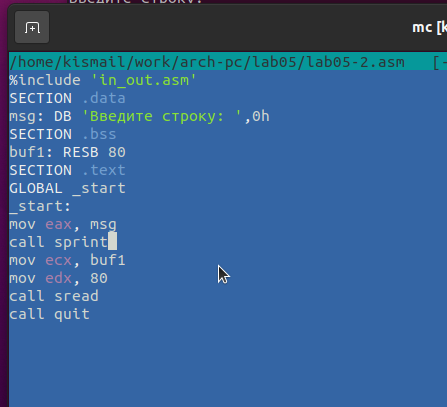 Введите строку:
mc [k
/home/kismail/work/arch-pc/lab05/lab05-2.asm [-
%include 'in_out.asm'
SECTION .data
msg: DB 'Введите строку: ',0h
SECTION .bss
buf1: RESB 80
SECTION .text
GLOBAL _start
_start:
mov eax, msg
call sprint
mov ecx, buf1
mov edx, 80
call sread
call quit